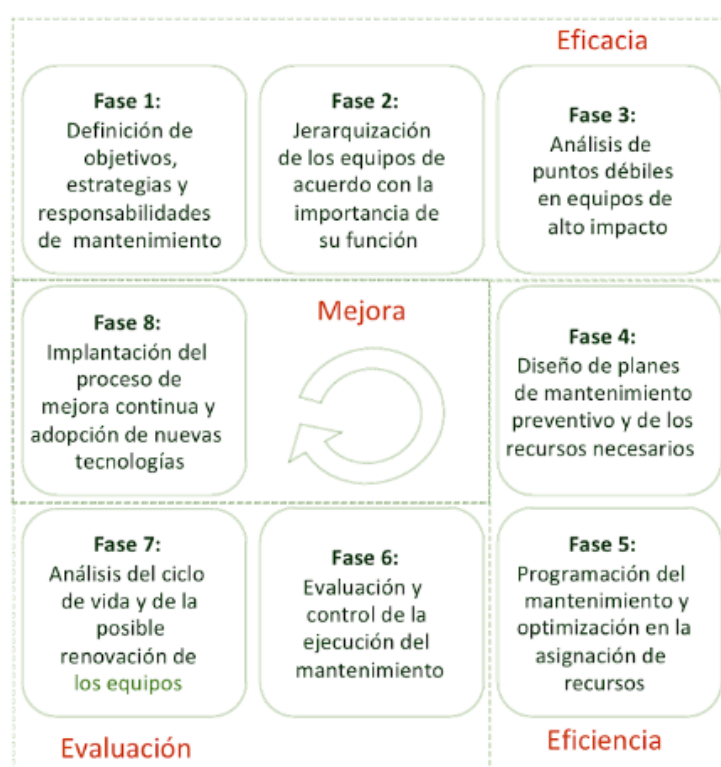 Eficacia
Fase 1:
Definición de
objetivos,
estrategias y
responsabilidades
de mantenimiento
Fase 2:
Jerarquización
de los equipos de
acuerdo con la
importancia de
su función
Fase 3:
Análisis de
puntos débiles
en equipos de
alto impacto
Fase 8:
Implantación del
proceso de
mejora continua y
adopción de nuevas
tecnologías
Mejora
Fase 4:
Diseño de planes
de mantenimiento
preventivo y de los
recursos necesarios
Fase 7:
Análisis del ciclo
de vida y de la
posible
renovación de
los equipos
Fase 6:
Evaluación y
control de la
ejecución del
mantenimiento
Fase 5:
Programación del
mantenimiento y
optimización en la
asignación de
recursos
Evaluación
Eficiencia